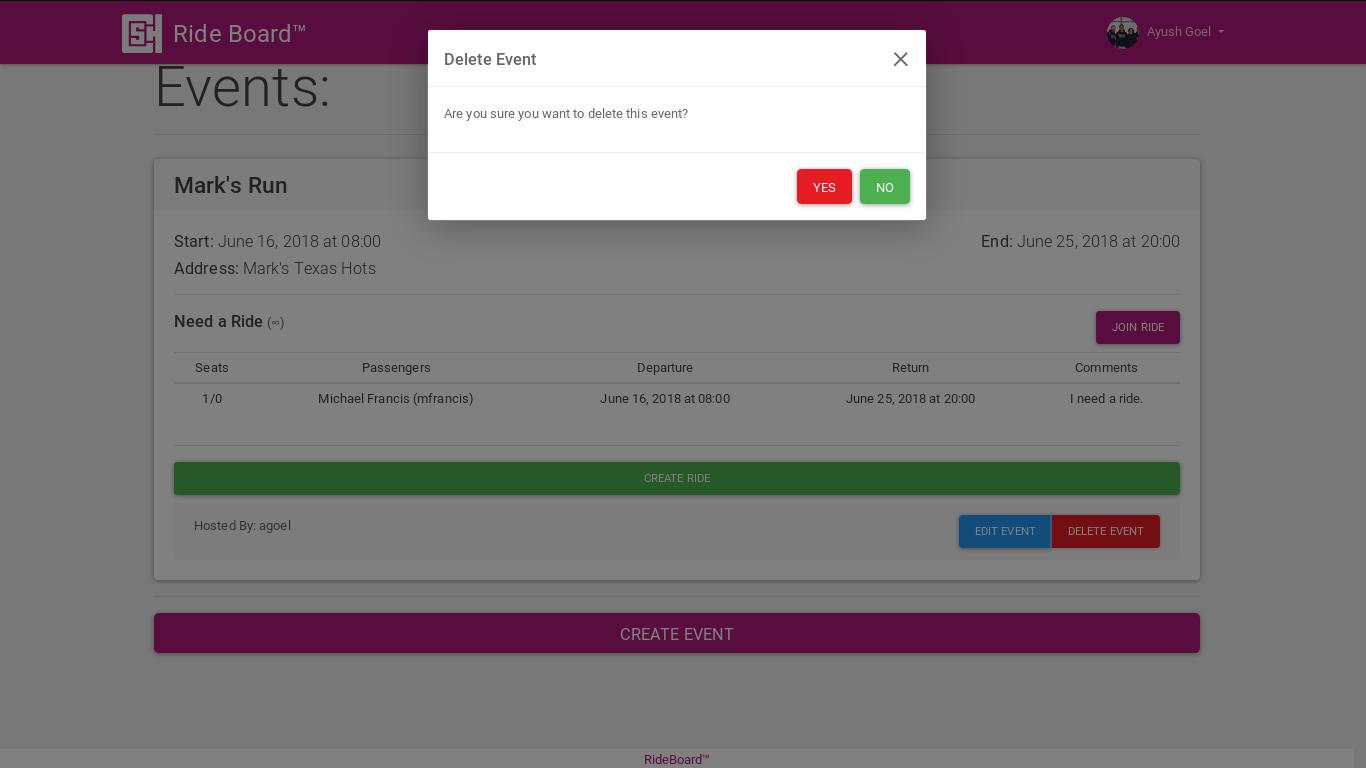 Ride Board™
Ayush Goel
Delete Event
Are you sure you want to delete this event?
YES NO
Events:
Mark's Run
Start: June 16, 2018 at 08:00 End: June 25, 2018 at 20:00
Address: Mark's Texas Hots
Need a Ride (∞) JOIN RIDE
Seats Passengers Departure Return Comments
1/0 Michael Francis (mfrancis) June 16, 2018 at 08:00 June 25, 2018 at 20:00 I need a ride.
CREATE RIDE
Hosted By: agoel EDIT EVENT DELETE EVENT
CREATE EVENT
RideBoard™